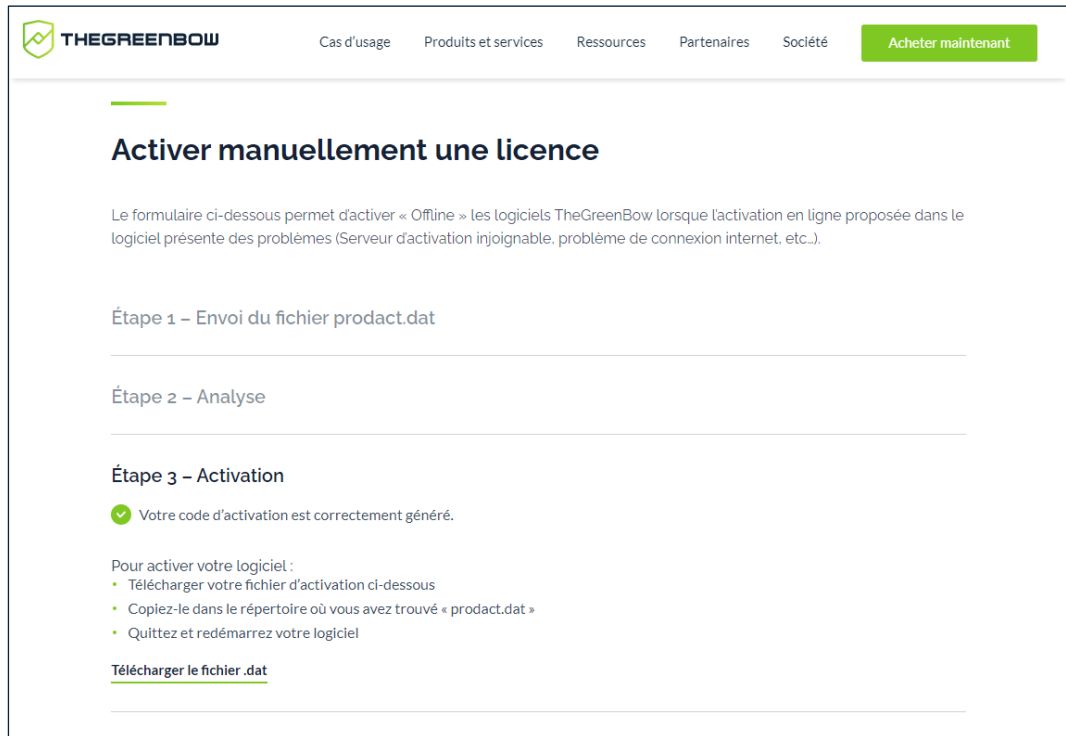 THEGREENBOW
Cas d'usage
Produits et services
Ressources
Partenaires
Société
Acheter maintenant
Activer manuellement une licence
Le formulaire ci-dessous permet d'activer « Offline » les logiciels TheGreenBow lorsque l'activation en ligne proposée dans le
logiciel présente des problèmes (Serveur d'activation injoignable, problème de connexion internet, etc…).
Étape 1 – Envoi du fichier prodact.dat
Étape 2 – Analyse
Étape 3 – Activation
Votre code d'activation est correctement généré.
Pour activer votre logiciel :
• Télécharger votre fichier d'activation ci-dessous
• Copiez-le dans le répertoire où vous avez trouvé « prodact.dat »
• Quittez et redémarrez votre logiciel
Télécharger le fichier .dat